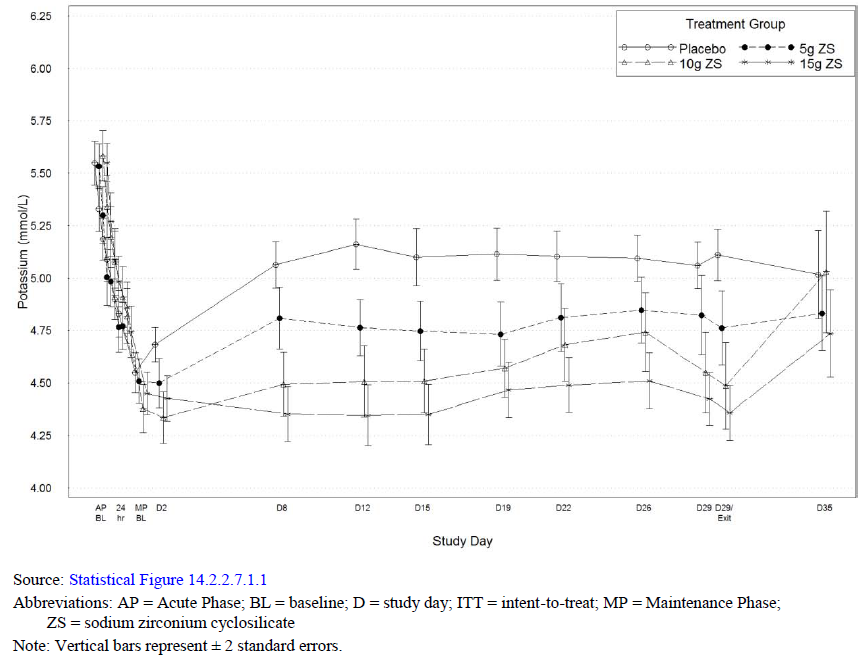 6.25
6.00
5.75
5.50
5.25
5.00
4.75
4.50
4.25
4.00
Potassium (mmol/L)
Treatment Group
Placebo 5g ZS
10g ZS 15g ZS
AP BL
24 hr
MP BL
D2
D8
D12
D15
D19
D22
D26
D29
D29/ Exit
D35
Study Day
Source: Statistical Figure 14.2.2.7.1.1
Abbreviations: AP = Acute Phase; BL = baseline; D = study day; ITT = intent-to-treat; MP = Maintenance Phase;
ZS = sodium zirconium cyclosilicate
Note: Vertical bars represent ± 2 standard errors.